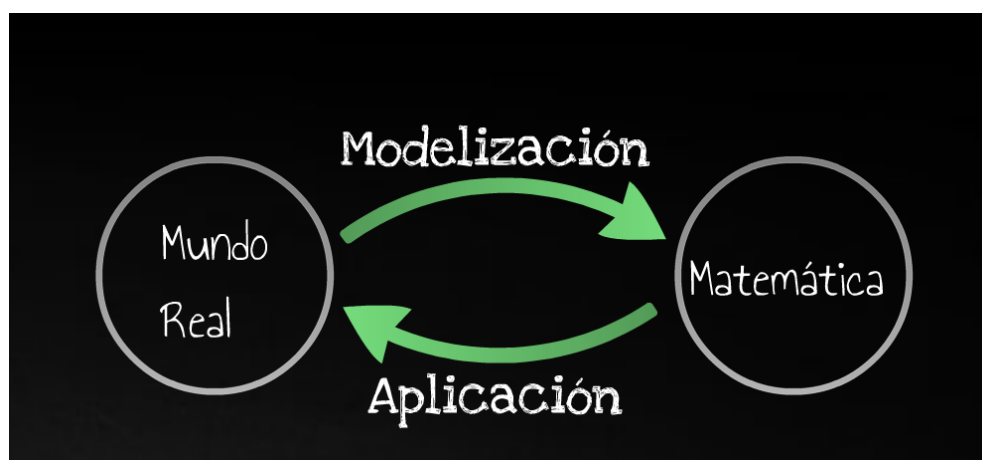 Modelización
Mundo
Real
Matemática
Aplicación